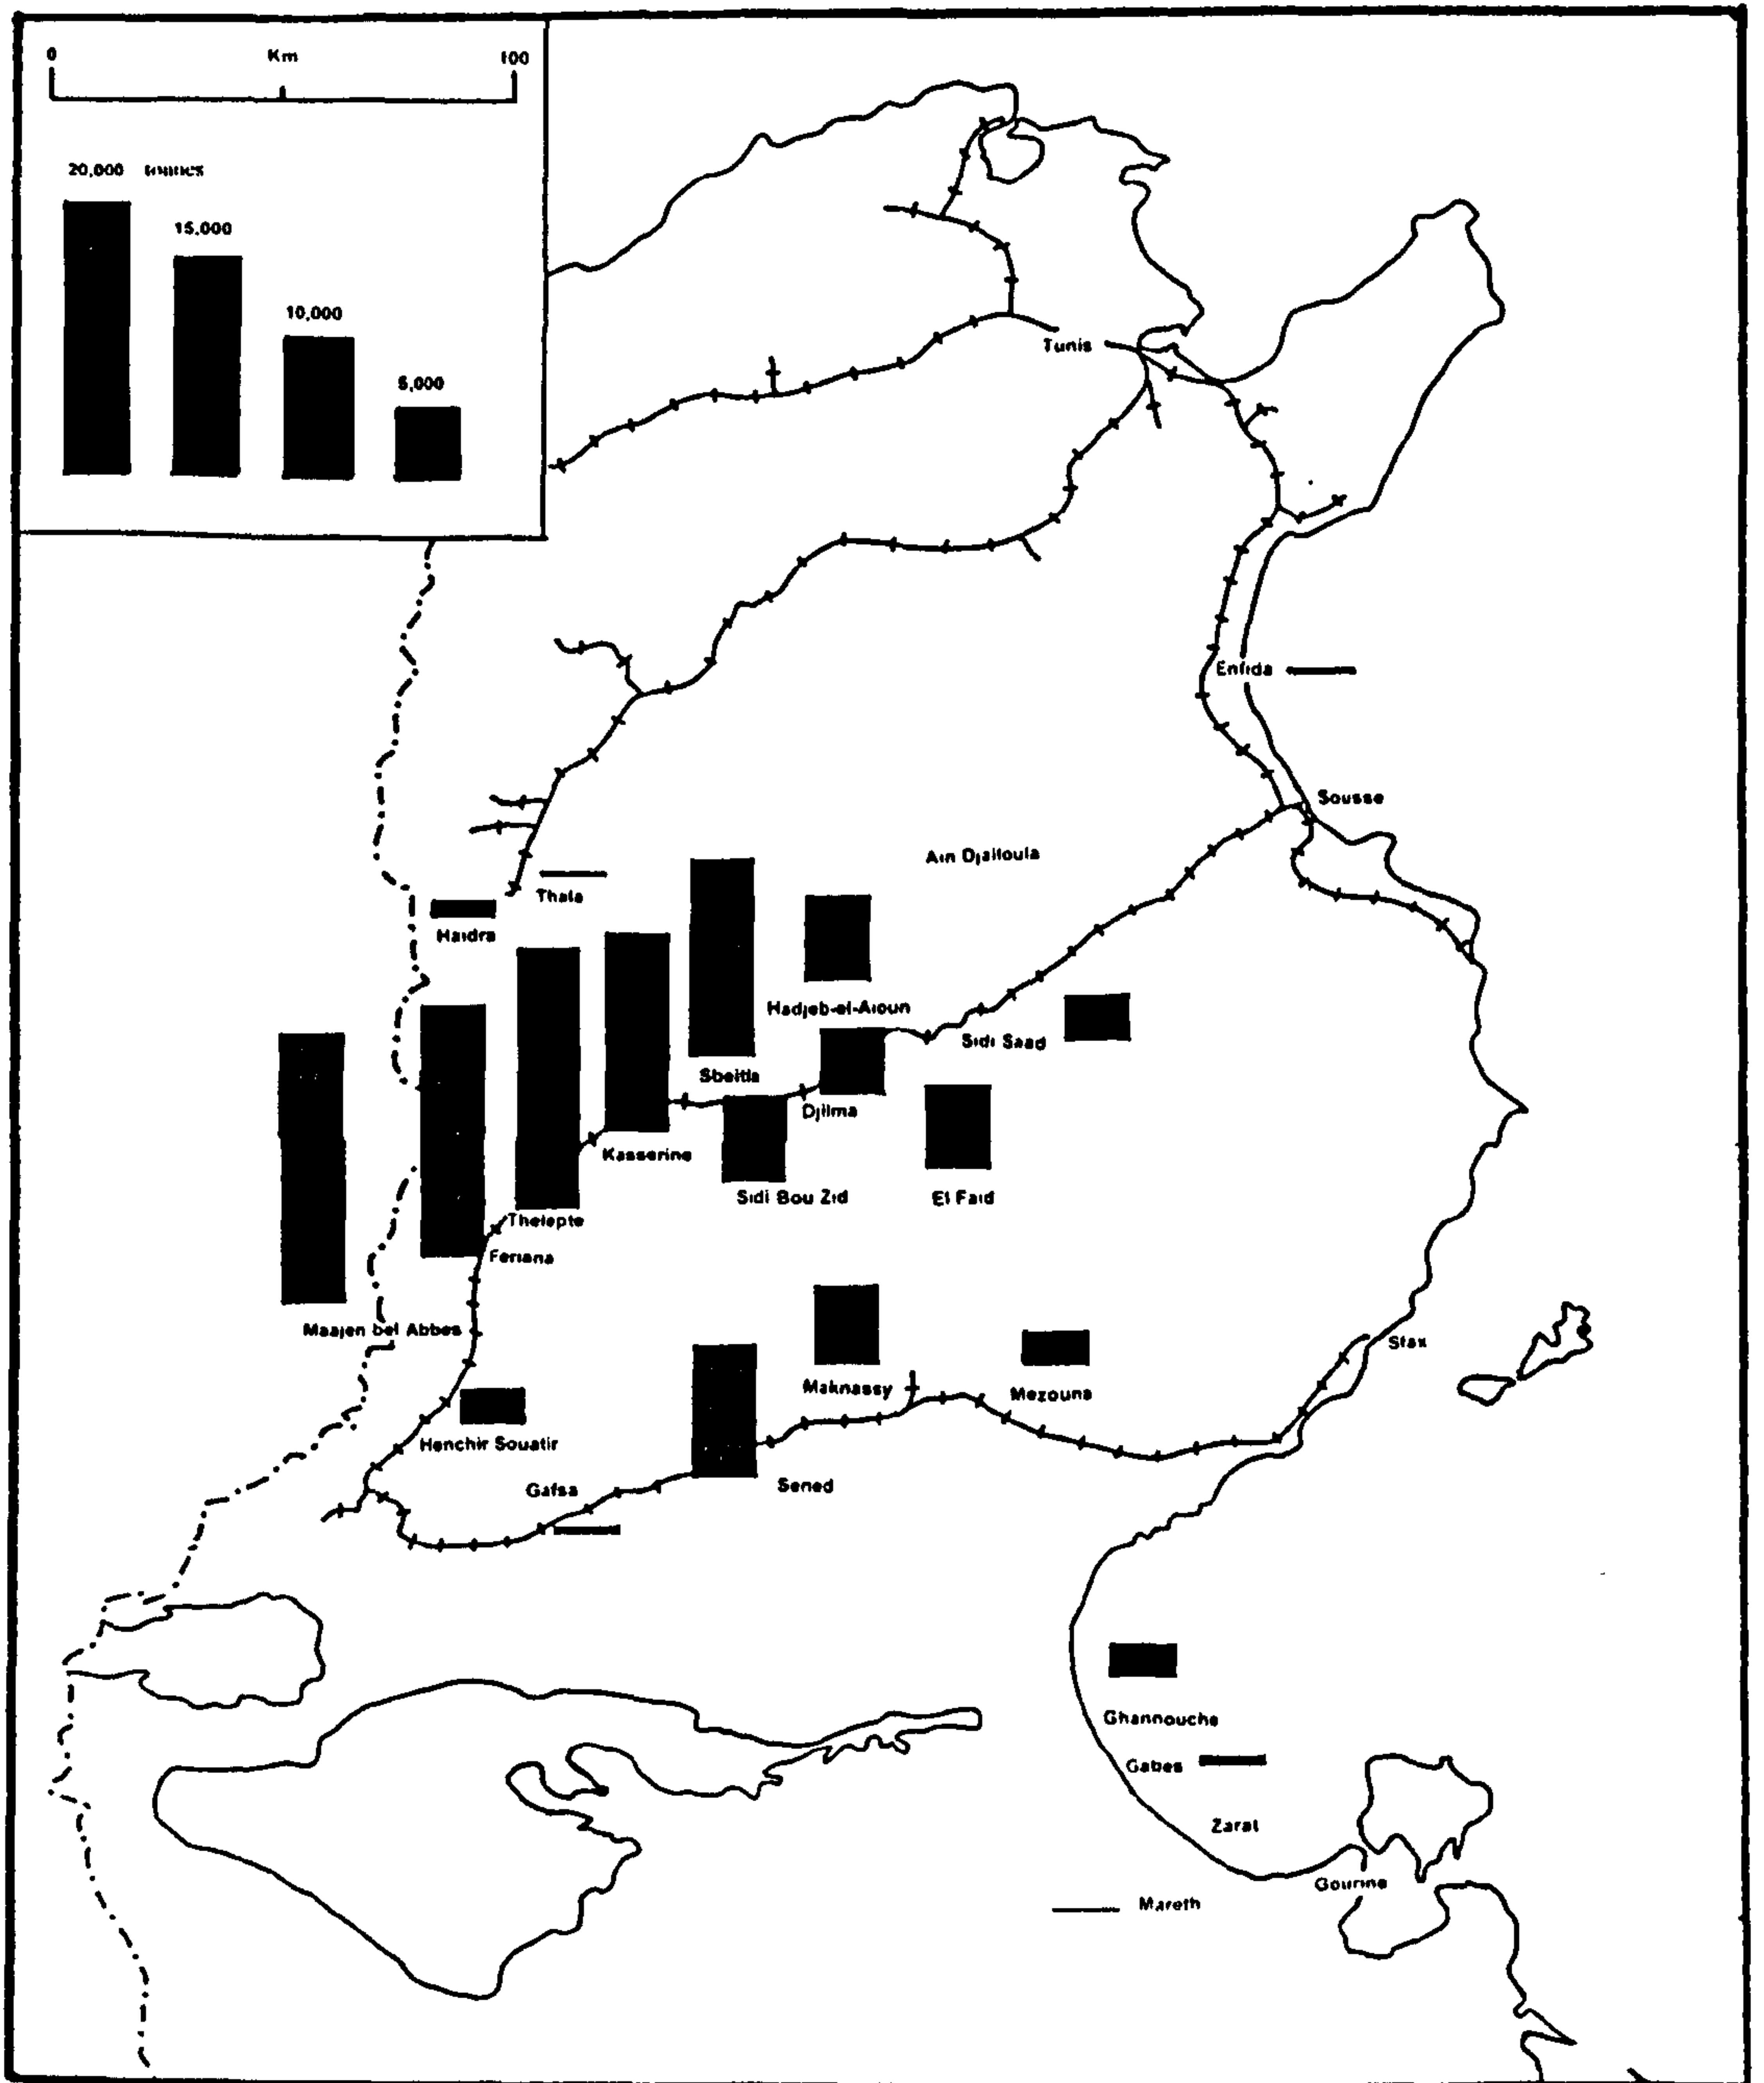 0 Km 100
20,000 tonnes
15,000
10,000
5,000
Tunis
Enfida
Sousse
Ain Djalloula
Thala
Haidra
Hadjeb-el-Aioun
Sidi Saad
Sbeitla
Djilma
Kasserine
Sidi Bou Zid
El Faid
Thelepte
Feriana
Maajen bel Abbes
Sfax
Maknassy
Mezouna
Henchir Souatir
Gafsa
Sened
Ghannouche
Gabes
Zarat
Gourine
Mareth